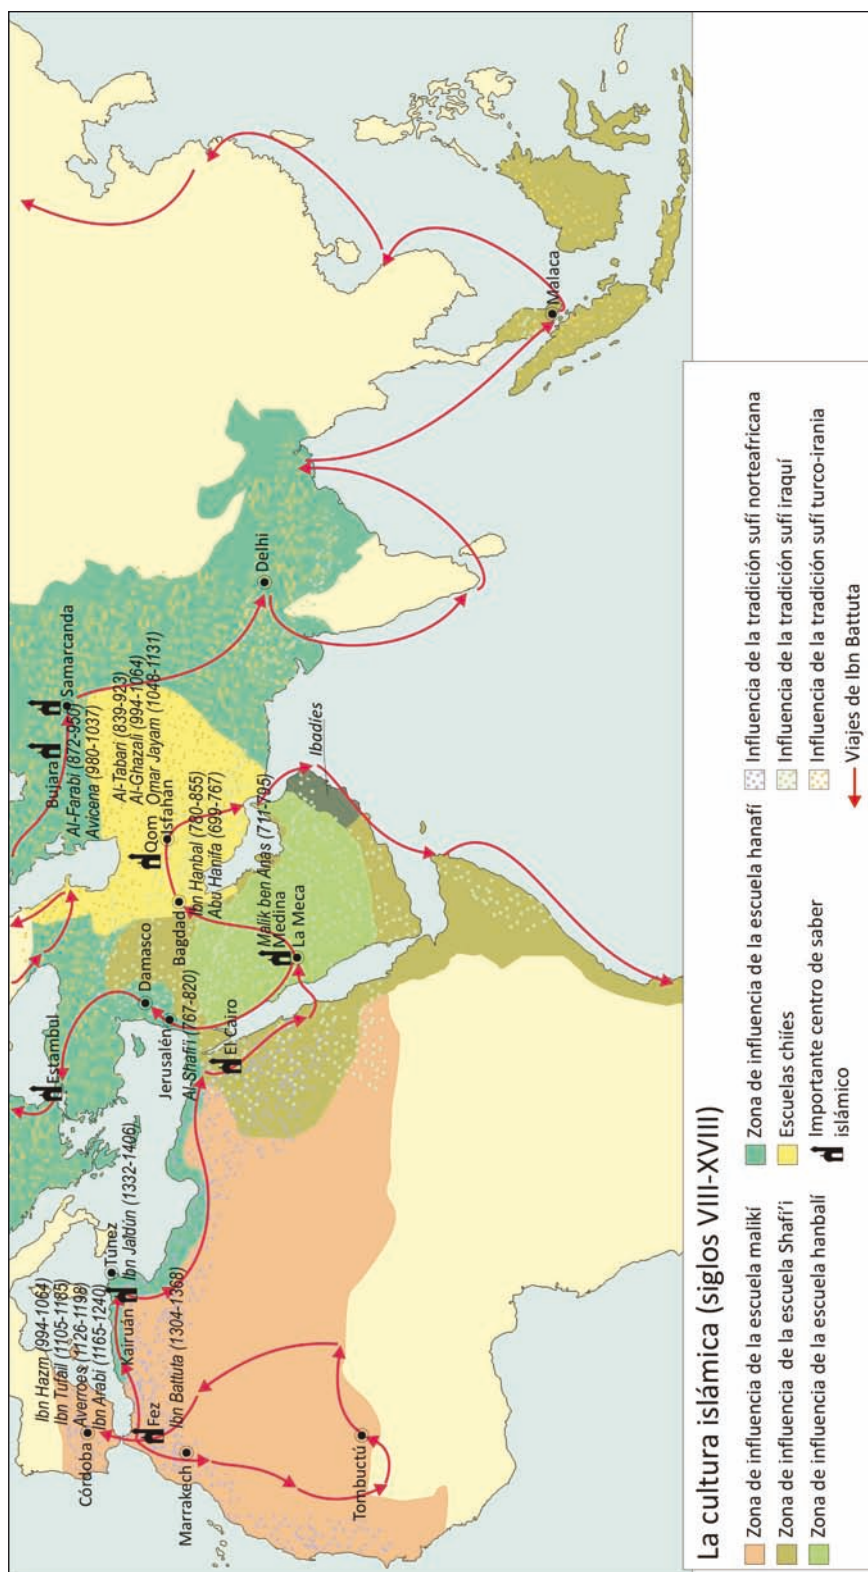 Córdoba
Ibn Hazm (994-1064)
Ibn Tufail (1105-1185)
Averroes (1126-1198)
Ibn Arabi (1165-1240)
Fez
Marrakech
Ibn Battuta (1304-1368)
Tombuctú
Kairuán
Túnez
Ibn Jaldún (1332-1406)
Estambul
Jerusalén
Damasco
Al-Shafi'i (767-820)
El Cairo
Bagdad
Ibn Hanbal (780-855)
Abu Hanifa (699-767)
Malik ben Anas (711-795)
Medina
La Meca
Qom
Isfahan
Al-Tabari (839-923)
Al-Ghazali (994-1064)
Omar Jayam (1048-1131)
Bujara
Samarcanda
Al-Farabi (872-950)
Avicena (980-1037)
Ibadíes
Delhi
Malaca
La cultura islámica (siglos VIII-XVIII)
Zona de influencia de la escuela malikí
Zona de influencia de la escuela Shafi'i
Zona de influencia de la escuela hanbalí
Zona de influencia de la escuela hanafí
Escuelas chiíes
Importante centro de saber
islámico
Influencia de la tradición sufí norteafricana
Influencia de la tradición sufí iraquí
Influencia de la tradición sufí turco-irania
Viajes de Ibn Battuta